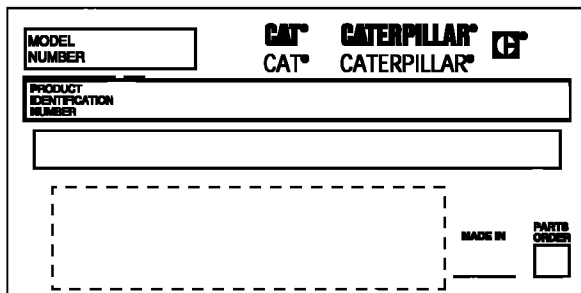 MODEL
NUMBER
CAT® CATERPILLAR®
CAT® CATERPILLAR®
PRODUCT
IDENTIFICATION
NUMBER
MADE IN
PARTS
ORDER